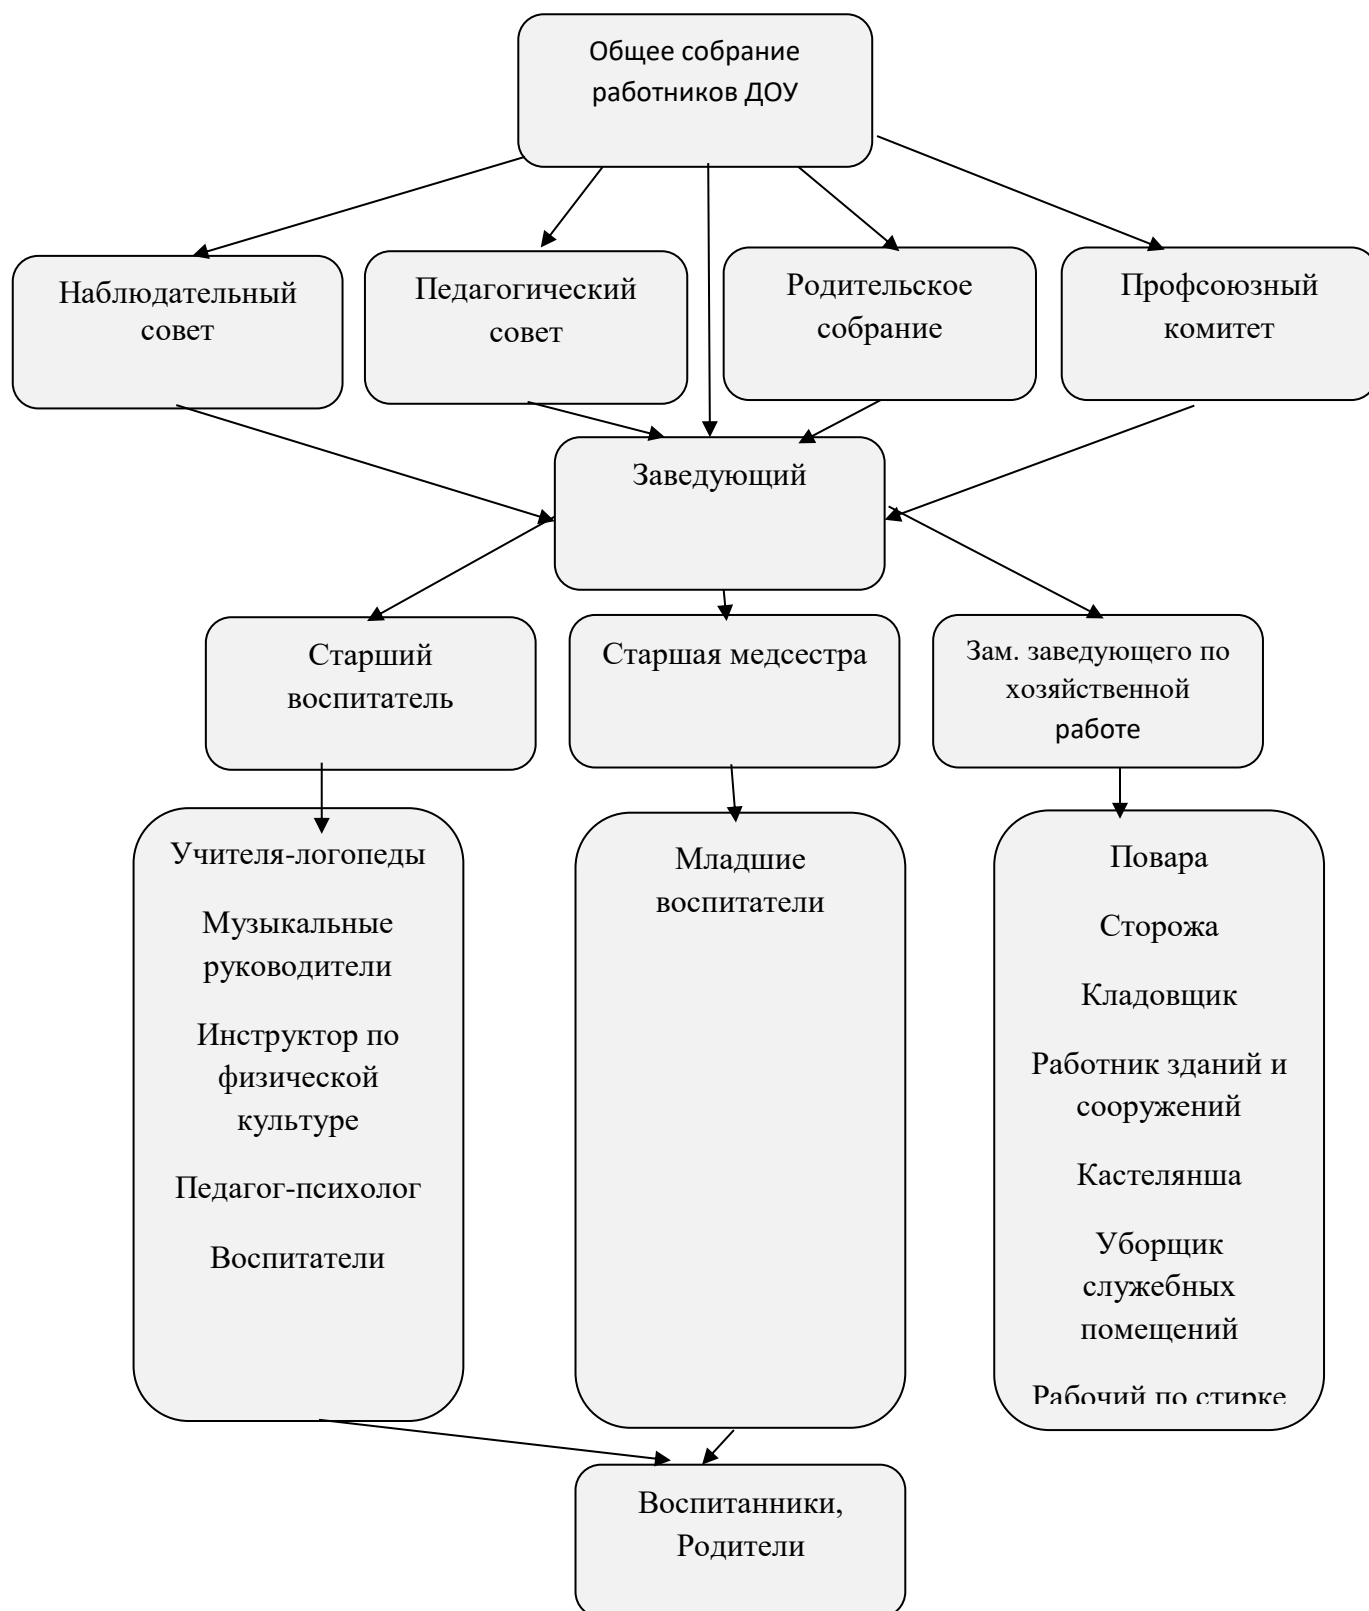 Общее собрание
работников ДОУ
Наблюдательный
совет
Педагогический
совет
Родительское
собрание
Профсоюзный
комитет
Заведующий
Старший
воспитатель
Старшая медсестра
Зам. заведующего по
хозяйственной
работе
Учителя-логопеды
Музыкальные
руководители
Инструктор по
физической
культуре
Педагог-психолог
Воспитатели
Младшие
воспитатели
Повара
Сторожа
Кладовщик
Работник зданий и
сооружений
Кастелянша
Уборщик
служебных
помещений
Рабочий по стирке
Воспитанники,
Родители